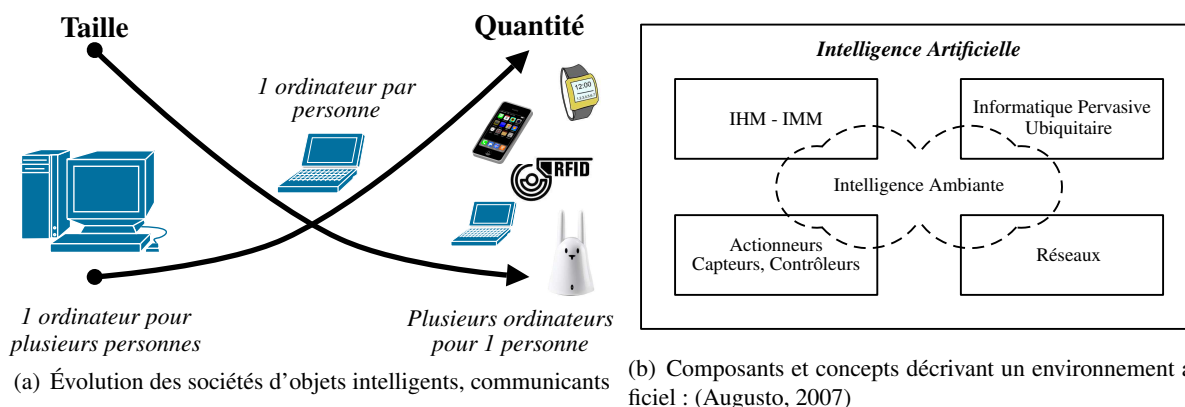 Taille
Quantité
1 ordinateur par
personne
12:00
RFID
1 ordinateur pour
plusieurs personnes
Plusieurs ordinateurs
pour 1 personne
(a) Évolution des sociétés d'objets intelligents, communicants
Intelligence Artificielle
IHM - IMM
Informatique Pervasive
Ubiquitaire
Intelligence Ambiante
Actionneurs
Capteurs, Contrôleurs
Réseaux
(b) Composants et concepts décrivant un environnement a
ficiel : (Augusto, 2007)